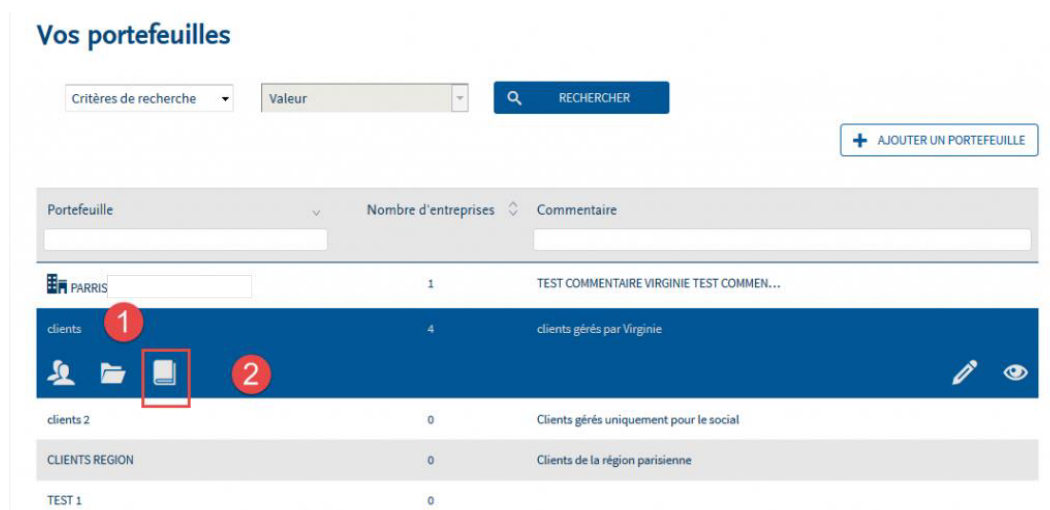 Vos portefeuilles
Critères de recherche Valeur RECHERCHER
AJOUTER UN PORTEFEUILLE
Portefeuille Nombre d'entreprises Commentaire
PARRIS 1 TEST COMMENTAIRE VIRGINIE TEST COMMEN...
clients 1 4 clients gérés par Virginie
2
clients 2 0 Clients gérés uniquement pour le social
CLIENTS REGION 0 Clients de la région parisienne
TEST 1 0